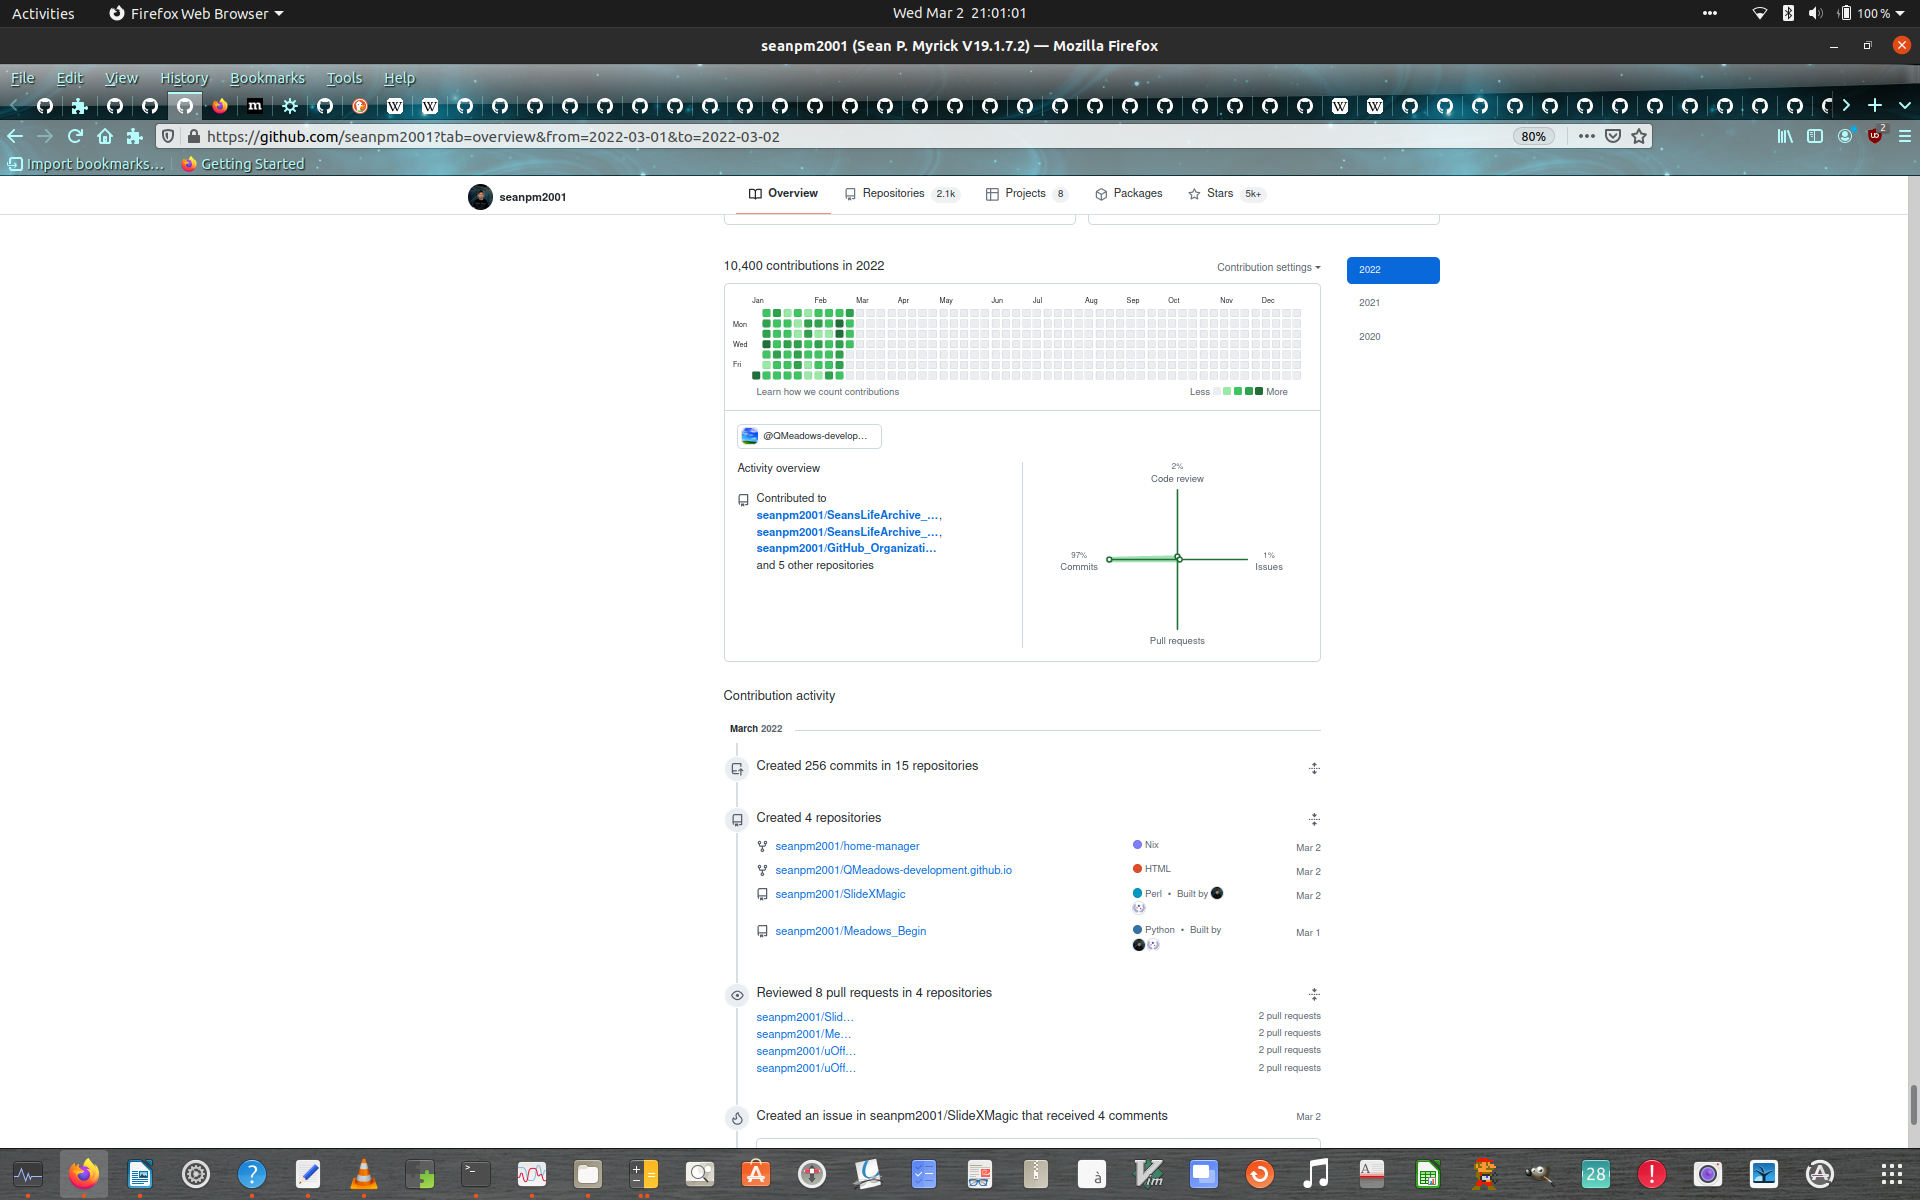 Activities
Firefox Web Browser
Wed Mar 2 21:01:01
100 %
seanpm2001 (Sean P. Myrick V19.1.7.2) — Mozilla Firefox
File Edit View History Bookmarks Tools Help
https://github.com/seanpm2001?tab=overview&from=2022-03-01&to=2022-03-02
80%
2
Import bookmarks...
Getting Started
seanpm2001
Overview
Repositories 2.1k
Projects 8
Packages
Stars 5k+
10,400 contributions in 2022
Contribution settings
2022
2021
2020
Jan Feb Mar Apr May Jun Jul Aug Sep Oct Nov Dec
Mon
Wed
Fri
Learn how we count contributions
Less More
@QMeadows-develop...
Activity overview
Contributed to
seanpm2001/SeansLifeArchive_...,
seanpm2001/SeansLifeArchive_...,
seanpm2001/GitHub_Organizati...
and 5 other repositories
2%
Code review
97%
Commits
1%
Issues
Pull requests
Contribution activity
March 2022
Created 256 commits in 15 repositories
Created 4 repositories
seanpm2001/home-manager Nix Mar 2
seanpm2001/QMeadows-development.github.io HTML Mar 2
seanpm2001/SlideXMagic Perl • Built by Mar 2
seanpm2001/Meadows_Begin Python • Built by Mar 1
Reviewed 8 pull requests in 4 repositories
seanpm2001/Slid... 2 pull requests
seanpm2001/Me... 2 pull requests
seanpm2001/uOff... 2 pull requests
seanpm2001/uOff... 2 pull requests
Created an issue in seanpm2001/SlideXMagic that received 4 comments Mar 2
28